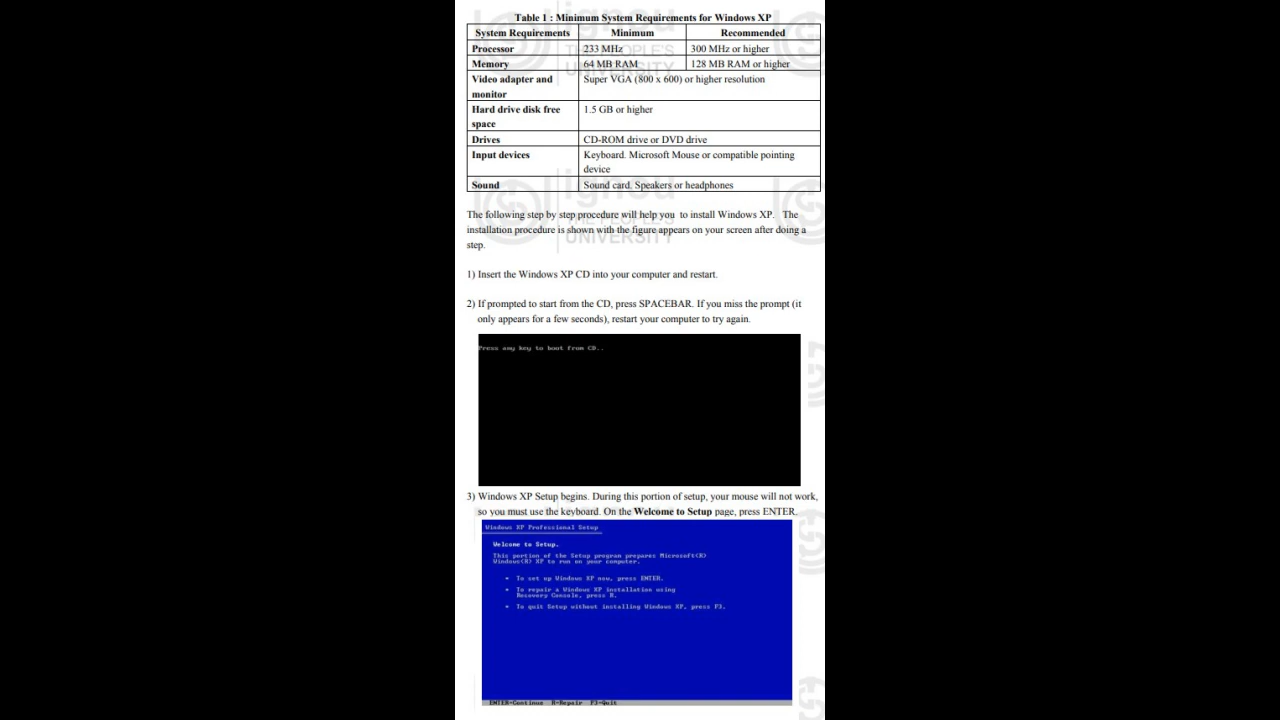 Table 1 : Minimum System Requirements for Windows XP
System Requirements Minimum Recommended
Processor 233 MHz 300 MHz or higher
Memory 64 MB RAM 128 MB RAM or higher
Video adapter and Super VGA (800 x 600) or higher resolution
monitor
Hard drive disk free 1.5 GB or higher
space
Drives CD-ROM drive or DVD drive
Input devices Keyboard. Microsoft Mouse or compatible pointing
device
Sound Sound card. Speakers or headphones
ignou
THE PEOPLE'S
UNIVERSITY
The following step by step procedure will help you to install Windows XP. The
installation procedure is shown with the figure appears on your screen after doing a
step.
1) Insert the Windows XP CD into your computer and restart.
2) If prompted to start from the CD, press SPACEBAR. If you miss the prompt (it
only appears for a few seconds), restart your computer to try again.
Press any key to boot from CD..
3) Windows XP Setup begins. During this portion of setup, your mouse will not work,
so you must use the keyboard. On the Welcome to Setup page, press ENTER.
Windows XP Professional Setup
Welcome to Setup.
This portion of the Setup program prepares Microsoft(R)
Windows(R) XP to run on your computer.
• To set up Windows XP now, press ENTER.
• To repair a Windows XP installation using
Recovery Console, press R.
• To quit Setup without installing Windows XP, press F3.
ENTER=Continue R=Repair F3=Quit